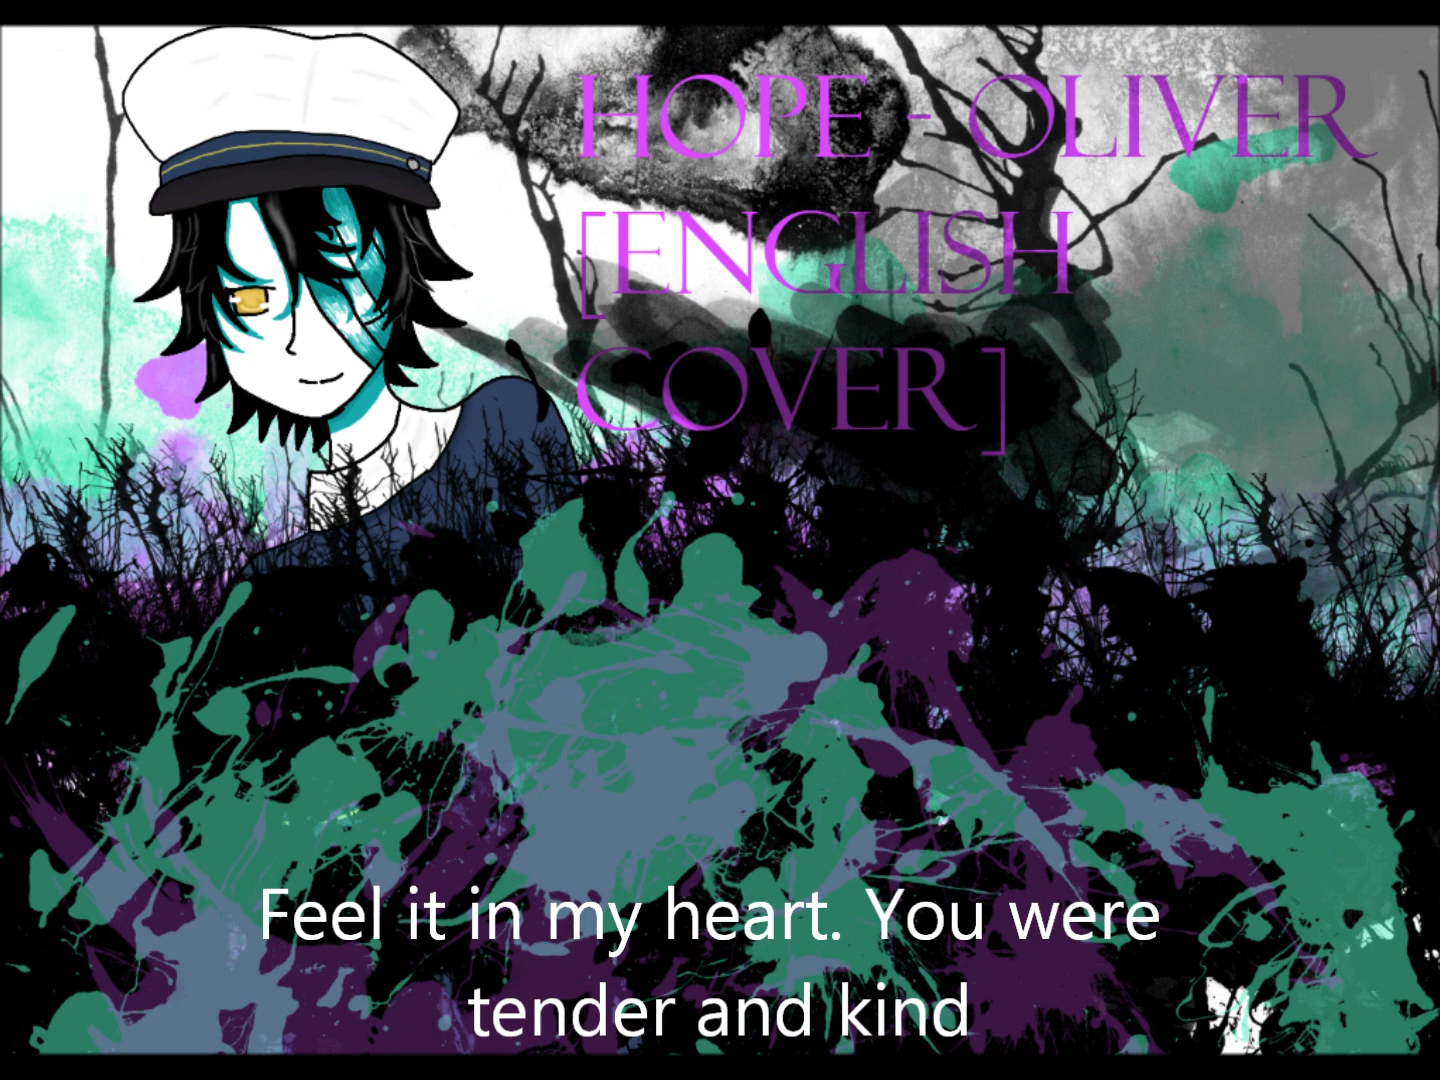 HOPE - OLIVER
[ENGLISH
COVER]
Feel it in my heart. You were
tender and kind